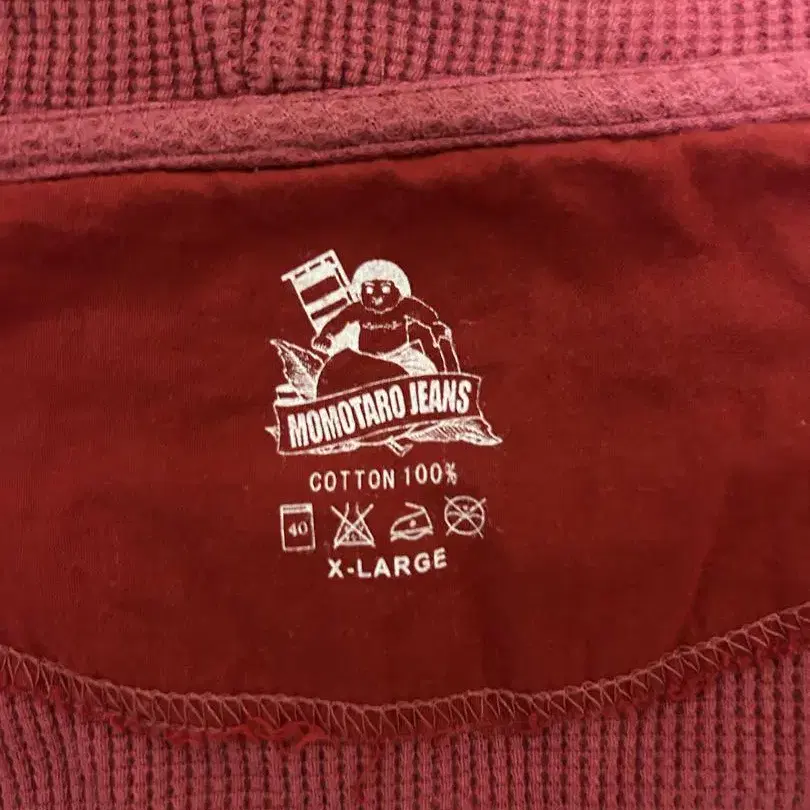 MOMOTARO JEANS
COTTON 100%
40
X-LARGE